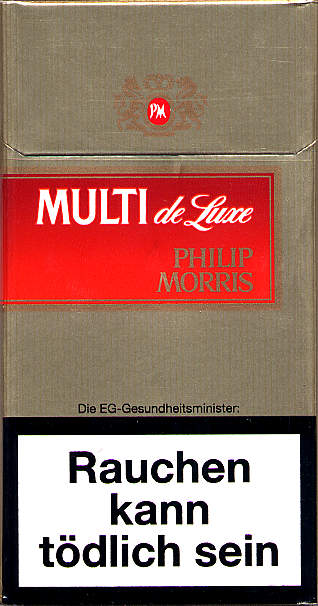 PM
MULTI de Luxe
PHILIP
MORRIS
Die EG-Gesundheitsminister:
Rauchen
kann
tödlich sein